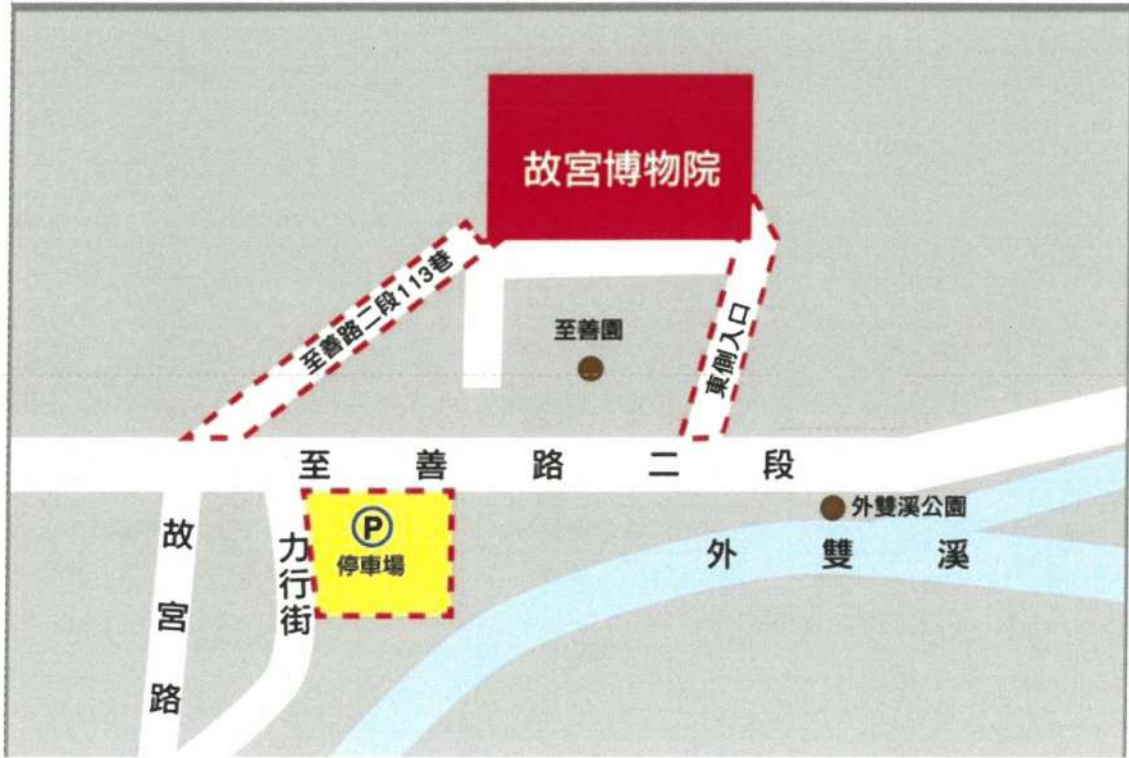 故宮博物院
至善路二段113巷
至善園
東側入口
至善路二段
P
停車場
外雙溪公園
外雙溪
力行街
故宮路